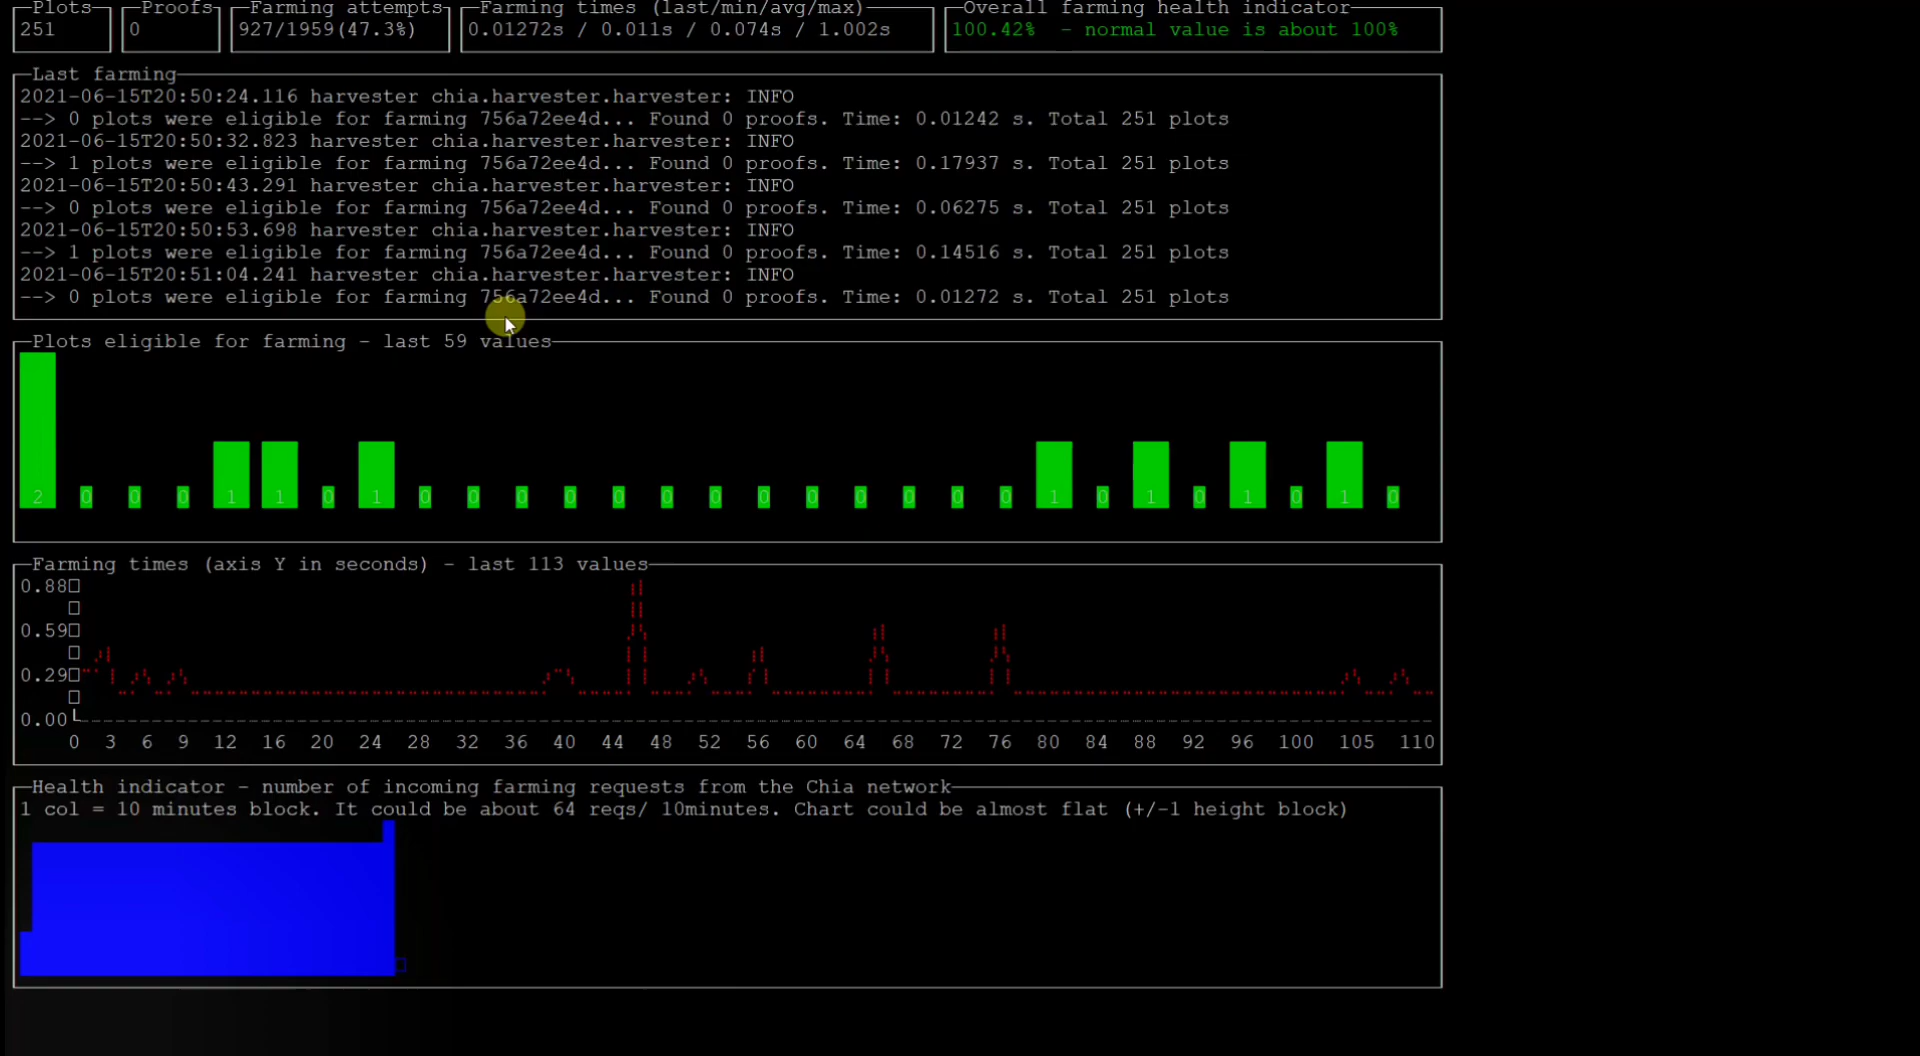 Plots
251
Proofs
0
Farming attempts
927/1959(47.3%)
Farming times (last/min/avg/max)
0.01272s / 0.011s / 0.074s / 1.002s
Overall farming health indicator
100.42%  - normal value is about 100%
Last farming
2021-06-15T20:50:24.116 harvester chia.harvester.harvester: INFO
--> 0 plots were eligible for farming 756a72ee4d... Found 0 proofs. Time: 0.01242 s. Total 251 plots
2021-06-15T20:50:32.823 harvester chia.harvester.harvester: INFO
--> 1 plots were eligible for farming 756a72ee4d... Found 0 proofs. Time: 0.17937 s. Total 251 plots
2021-06-15T20:50:43.291 harvester chia.harvester.harvester: INFO
--> 0 plots were eligible for farming 756a72ee4d... Found 0 proofs. Time: 0.06275 s. Total 251 plots
2021-06-15T20:50:53.698 harvester chia.harvester.harvester: INFO
--> 1 plots were eligible for farming 756a72ee4d... Found 0 proofs. Time: 0.14516 s. Total 251 plots
2021-06-15T20:51:04.241 harvester chia.harvester.harvester: INFO
--> 0 plots were eligible for farming 756a72ee4d... Found 0 proofs. Time: 0.01272 s. Total 251 plots
Plots eligible for farming - last 59 values
2 0 0 0 1 1 0 1 0 0 0 0 0 0 0 0 0 0 0 0 0 1 0 1 0 1 0 1 0
Farming times (axis Y in seconds) - last 113 values
0.88
0.59
0.29
0.00
0 3 6 9 12 16 20 24 28 32 36 40 44 48 52 56 60 64 68 72 76 80 84 88 92 96 100 105 110
Health indicator - number of incoming farming requests from the Chia network
1 col = 10 minutes block. It could be about 64 reqs/ 10minutes. Chart could be almost flat (+/-1 height block)